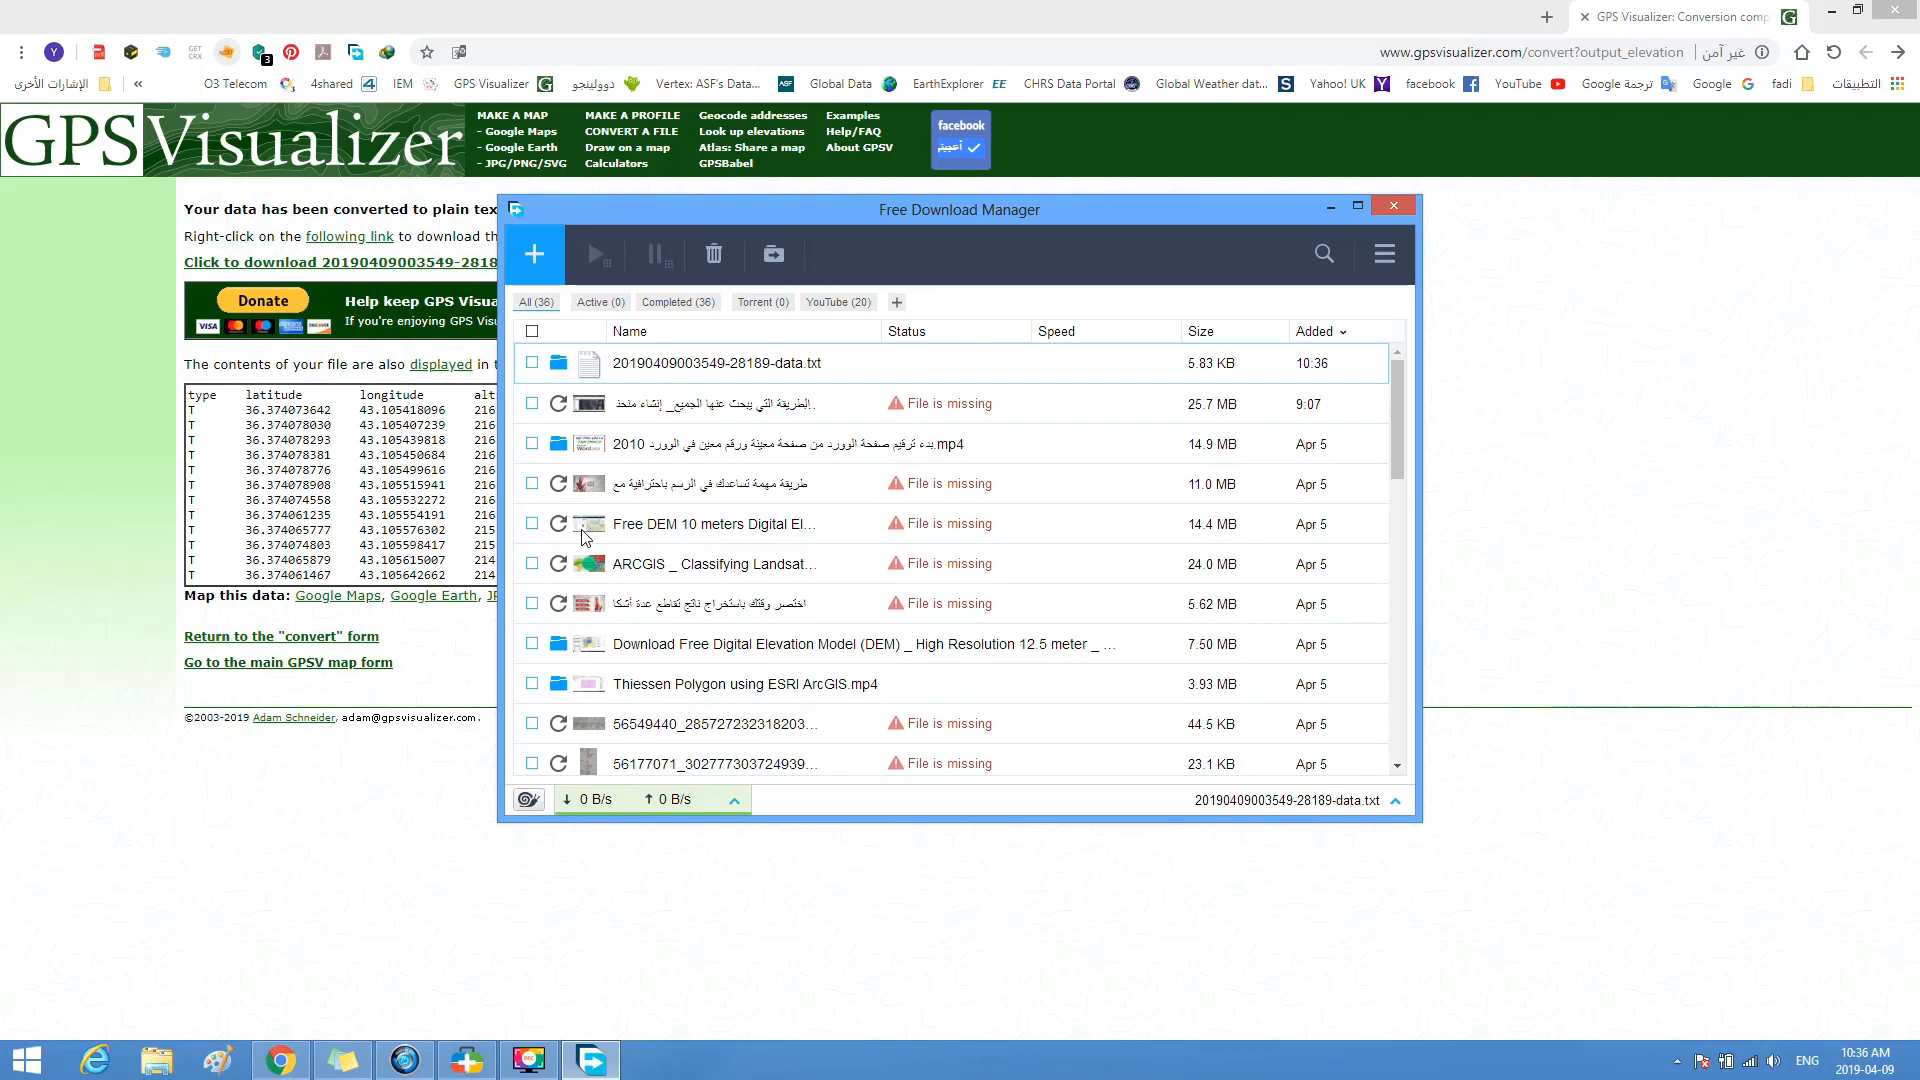 GPS Visualizer: Conversion comp
www.gpsvisualizer.com/convert?output_elevation
غير آمن
Y
GET CRX
3
الإشارات الأخرى
«
O3 Telecom
4shared
IEM
GPS Visualizer
دوولينجو
Vertex: ASF's Data...
Global Data
EarthExplorer
CHRS Data Portal
Global Weather dat...
Yahoo! UK
facebook
YouTube
ترجمة Google
Google
fadi
التطبيقات
GPS Visualizer
MAKE A MAP
- Google Maps
- Google Earth
- JPG/PNG/SVG
MAKE A PROFILE
CONVERT A FILE
Draw on a map
Calculators
Geocode addresses
Look up elevations
Atlas: Share a map
GPSBabel
Examples
Help/FAQ
About GPSV
facebook
أعجبني
Your data has been converted to plain tex
Right-click on the following link to download th
Click to download 20190409003549-2818
Donate
VISA
DISCOVER
Help keep GPS Visua
If you're enjoying GPS Visu
The contents of your file are also displayed in t
type latitude longitude alt
T 36.374073642 43.105418096 216
T 36.374078030 43.105407239 216
T 36.374078293 43.105439818 216
T 36.374078381 43.105450684 216
T 36.374078776 43.105499616 216
T 36.374078908 43.105515941 216
T 36.374074558 43.105532272 216
T 36.374061235 43.105554191 216
T 36.374065777 43.105576302 215
T 36.374074803 43.105598417 215
T 36.374065879 43.105615007 214
T 36.374061467 43.105642662 214
Map this data: Google Maps, Google Earth, JP
Return to the "convert" form
Go to the main GPSV map form
©2003-2019 Adam Schneider, adam@gpsvisualizer.com.
Free Download Manager
All (36)
Active (0)
Completed (36)
Torrent (0)
YouTube (20)
Name Status Speed Size Added
20190409003549-28189-data.txt 5.83 KB 10:36
الطريقة التي يبحث عنها الجميع_ إنشاء منحذ... File is missing 25.7 MB 9:07
بدء ترقيم صفحة الوورد من صفحة معينة ورقم معين في الوورد 2010.mp4 14.9 MB Apr 5
طريقة مهمة تساعدك في الرسم باحترافية مع File is missing 11.0 MB Apr 5
Free DEM 10 meters Digital El... File is missing 14.4 MB Apr 5
ARCGIS _ Classifying Landsat... File is missing 24.0 MB Apr 5
اختصر وقتك باستخراج ناتج تقاطع عدة أشكا File is missing 5.62 MB Apr 5
Download Free Digital Elevation Model (DEM) _ High Resolution 12.5 meter _ ... 7.50 MB Apr 5
Thiessen Polygon using ESRI ArcGIS.mp4 3.93 MB Apr 5
56549440_285727232318203... File is missing 44.5 KB Apr 5
56177071_302777303724939... File is missing 23.1 KB Apr 5
0 B/s
0 B/s
20190409003549-28189-data.txt
ENG
10:36 AM
2019-04-09